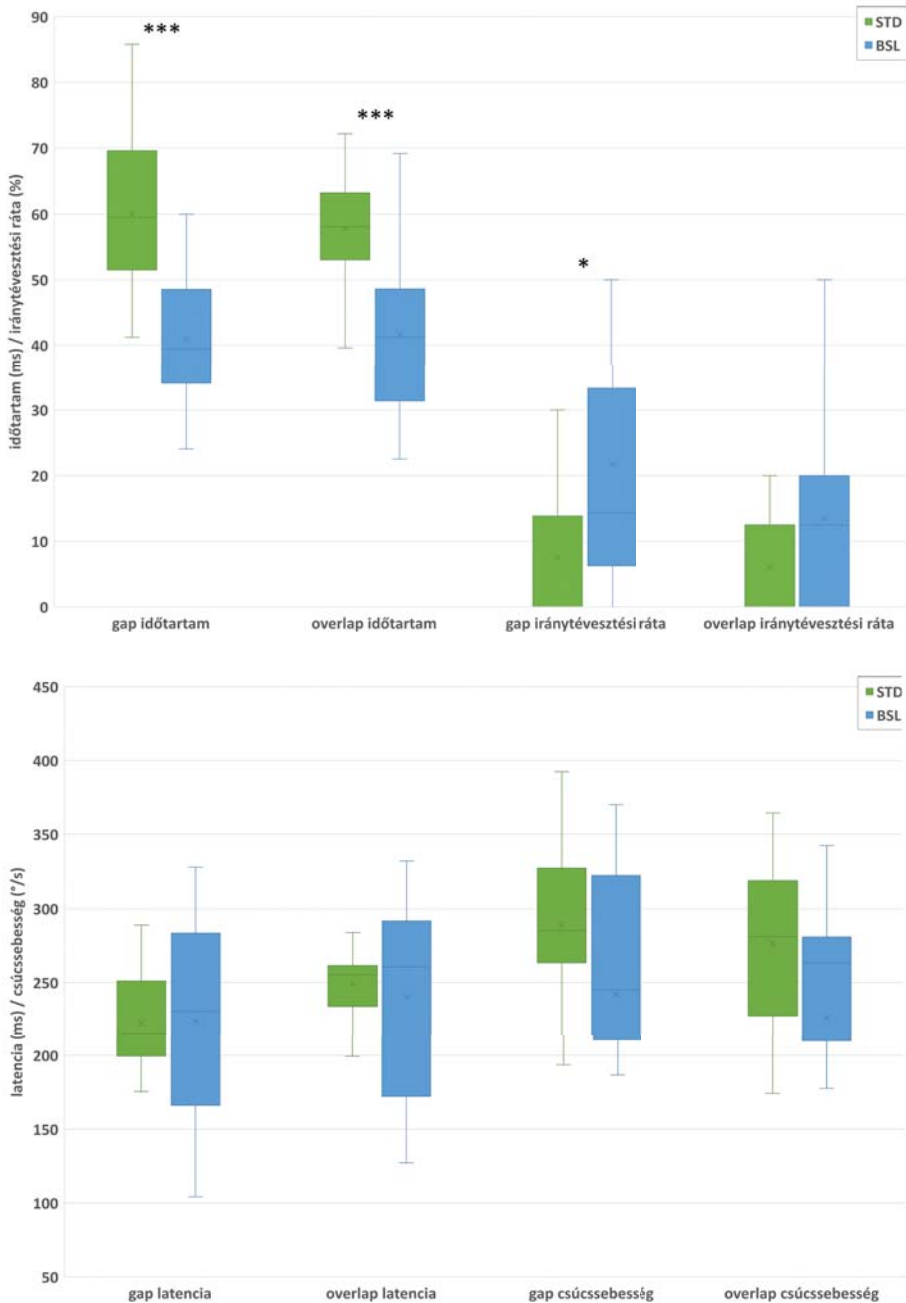 90
80
70
60
50
40
30
20
10
0
időtartam (ms) / iránytévesztési ráta (%)
***
***
*
STD
BSL
gap időtartam
overlap időtartam
gap iránytévesztési ráta
overlap iránytévesztési ráta
450
400
350
300
250
200
150
100
50
latencia (ms) / csúcssebesség (°/s)
STD
BSL
gap latencia
overlap latencia
gap csúcssebesség
overlap csúcssebesség